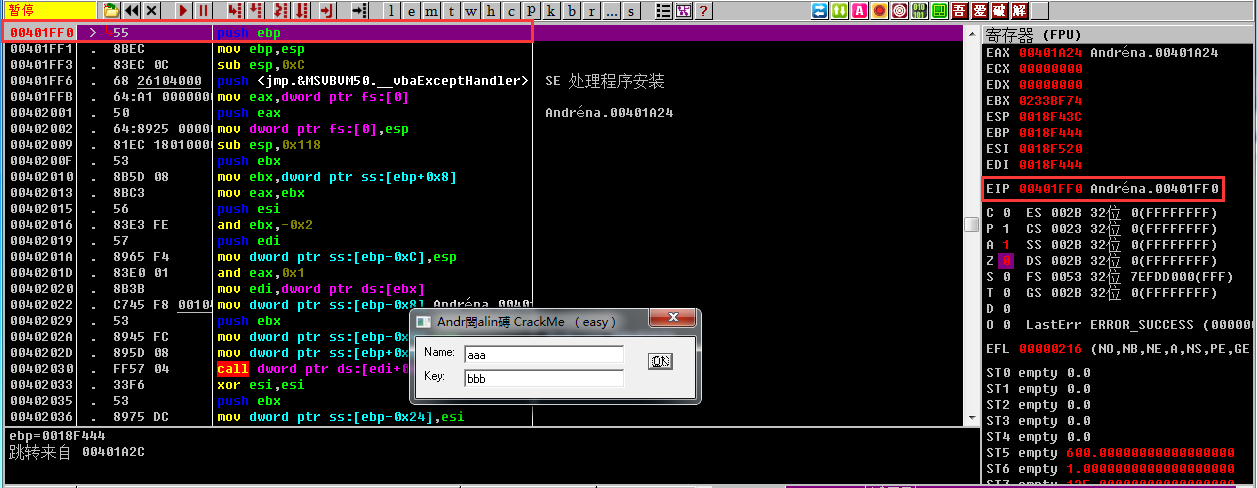 暂停 l e m t w h c p k b r ... s ?
吾 爱 破 解
00401FF0 > 55 push ebp
00401FF1 . 8BEC mov ebp,esp
00401FF3 . 83EC 0C sub esp,0xC
00401FF6 . 68 26104000 push <jmp.&MSVBVM50.__vbaExceptHandler> SE 处理程序安装
00401FFB . 64:A1 0000000 mov eax,dword ptr fs:[0]
00402001 . 50 push eax Andréna.00401A24
00402002 . 64:8925 00000 mov dword ptr fs:[0],esp
00402009 . 81EC 18010000 sub esp,0x118
0040200F . 53 push ebx
00402010 . 8B5D 08 mov ebx,dword ptr ss:[ebp+0x8]
00402013 . 8BC3 mov eax,ebx
00402015 . 56 push esi
00402016 . 83E3 FE and ebx,-0x2
00402019 . 57 push edi
0040201A . 8965 F4 mov dword ptr ss:[ebp-0xC],esp
0040201D . 83E0 01 and eax,0x1
00402020 . 8B3B mov edi,dword ptr ds:[ebx]
00402022 . C745 F8 00104 mov dword ptr ss:[ebp-0x8],Andréna.0040
00402029 . 53 push ebx
0040202A . 8945 FC mov dword ptr ss:[ebp-0x
0040202D . 895D 08 mov dword ptr ss:[ebp+0x
00402030 . FF57 04 call dword ptr ds:[edi+0
00402033 . 33F6 xor esi,esi
00402035 . 53 push ebx
00402036 . 8975 DC mov dword ptr ss:[ebp-0x24],esi
ebp=0018F444
跳转来自 00401A2C
寄存器 (FPU)
EAX 00401A24 Andréna.00401A24
ECX 00000000
EDX 00000000
EBX 0233BF74
ESP 0018F43C
EBP 0018F444
ESI 0018F520
EDI 0018F444
EIP 00401FF0 Andréna.00401FF0
C 0 ES 002B 32位 0(FFFFFFFF)
P 1 CS 0023 32位 0(FFFFFFFF)
A 1 SS 002B 32位 0(FFFFFFFF)
Z 0 DS 002B 32位 0(FFFFFFFF)
S 0 FS 0053 32位 7EFDD000(FFF)
T 0 GS 002B 32位 0(FFFFFFFF)
D 0
O 0 LastErr ERROR_SUCCESS (00000
EFL 00000216 (NO,NB,NE,A,NS,PE,GE
ST0 empty 0.0
ST1 empty 0.0
ST2 empty 0.0
ST3 empty 0.0
ST4 empty 0.0
ST5 empty 600.00000000000000000
ST6 empty 1.0000000000000000000
Andr閚alin礴 CrackMe （easy）
Name: aaa
OK
Key: bbb